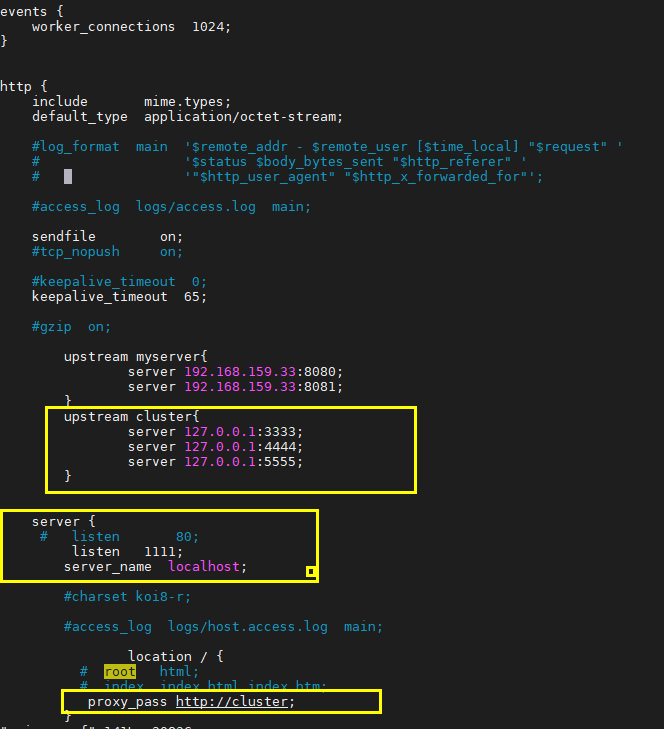 events {
    worker_connections  1024;
}
http {
    include       mime.types;
    default_type  application/octet-stream;
    #log_format  main  '$remote_addr - $remote_user [$time_local] "$request" '
    #                  '$status $body_bytes_sent "$http_referer" '
    #                  '"$http_user_agent" "$http_x_forwarded_for"';
    #access_log  logs/access.log  main;
    sendfile        on;
    #tcp_nopush     on;
    #keepalive_timeout  0;
    keepalive_timeout  65;
    #gzip  on;
        upstream myserver{
                server 192.168.159.33:8080;
                server 192.168.159.33:8081;
        }
        upstream cluster{
                server 127.0.0.1:3333;
                server 127.0.0.1:4444;
                server 127.0.0.1:5555;
        }
    server {
     #   listen       80;
         listen   1111;
        server_name  localhost;
        #charset koi8-r;
        #access_log  logs/host.access.log  main;
                location / {
          #  root   html;
          #  index  index.html index.htm;
           proxy_pass http://cluster;
        }